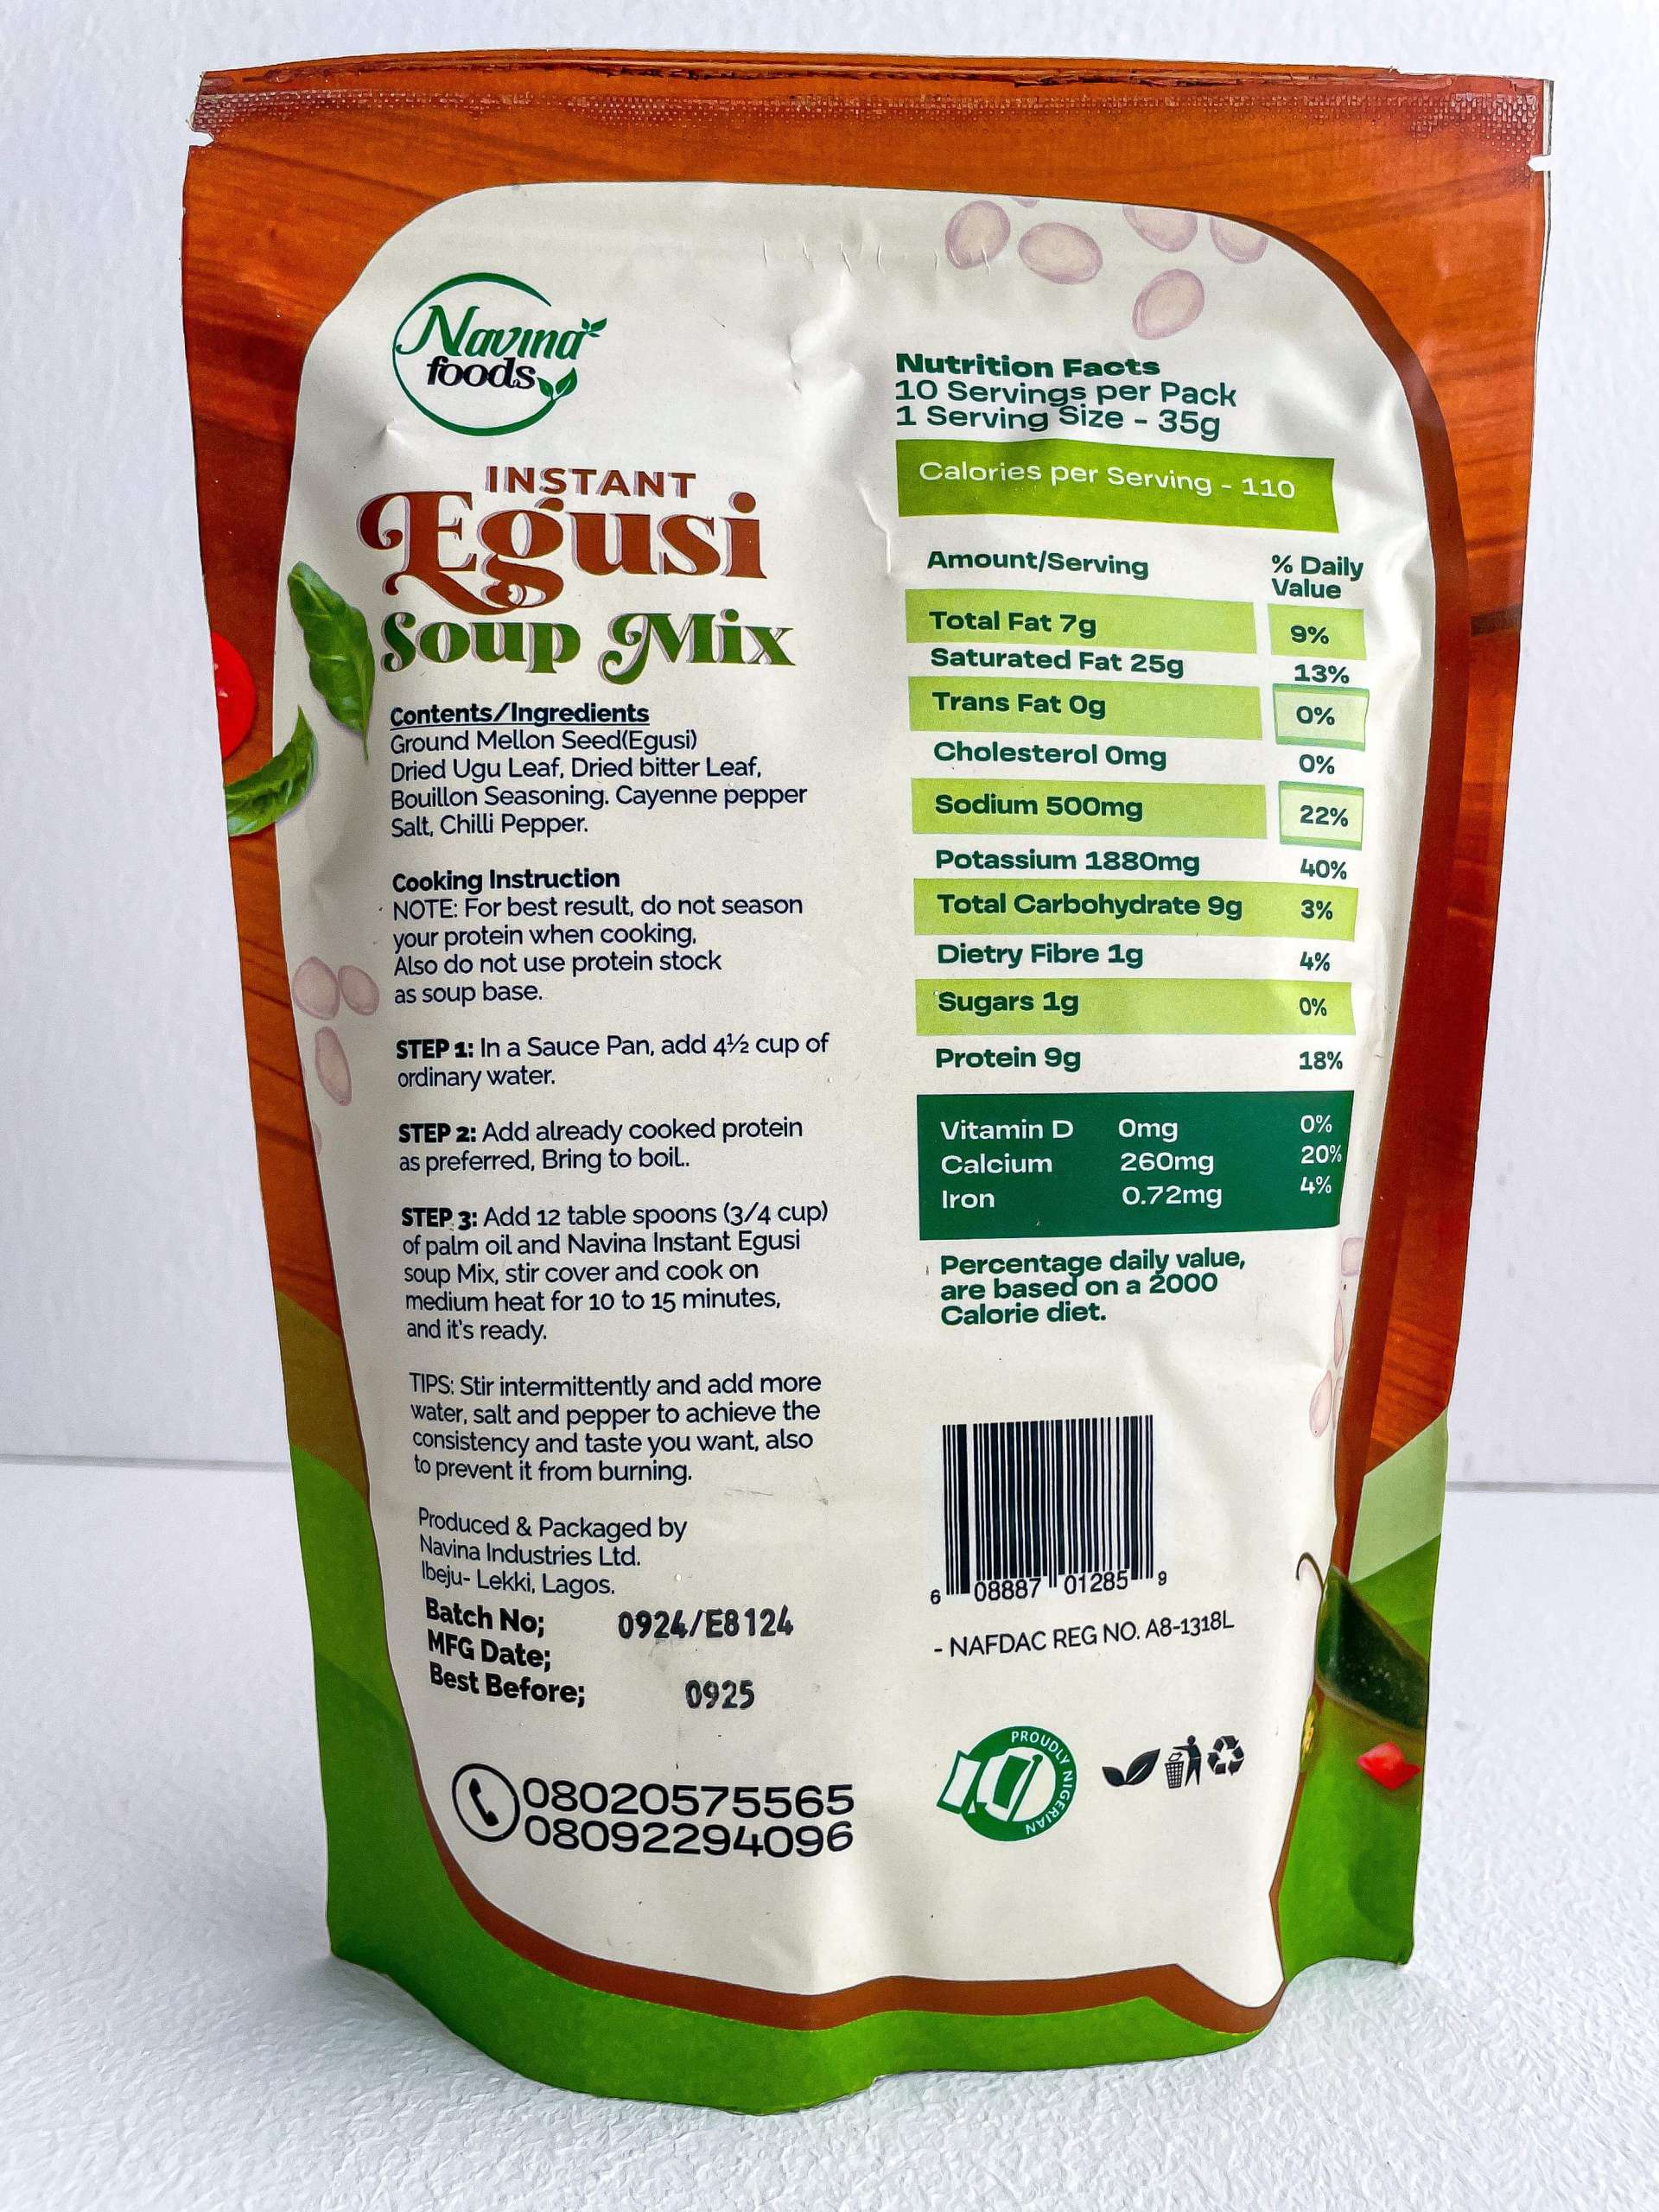 Navina
foods
INSTANT
Egusi
Soup Mix
Contents/Ingredients
Ground Mellon Seed(Egusi)
Dried Ugu Leaf, Dried bitter Leaf,
Bouillon Seasoning. Cayenne pepper
Salt, Chilli Pepper.
Cooking Instruction
NOTE: For best result, do not season
your protein when cooking,
Also do not use protein stock
as soup base.
STEP 1: In a Sauce Pan, add 4½ cup of
ordinary water.
STEP 2: Add already cooked protein
as preferred, Bring to boil..
STEP 3: Add 12 table spoons (3/4 cup)
of palm oil and Navina Instant Egusi
soup Mix, stir cover and cook on
medium heat for 10 to 15 minutes,
and it's ready.
TIPS: Stir intermittently and add more
water, salt and pepper to achieve the
consistency and taste you want, also
to prevent it from burning.
Produced & Packaged by
Navina Industries Ltd.
Ibeju- Lekki, Lagos.
Batch No; 0924/E8124
MFG Date;
Best Before; 0925
08020575565
08092294096
Nutrition Facts
10 Servings per Pack
1 Serving Size - 35g
Calories per Serving - 110
Amount/Serving % Daily
Value
Total Fat 7g 9%
Saturated Fat 25g 13%
Trans Fat 0g 0%
Cholesterol 0mg 0%
Sodium 500mg 22%
Potassium 1880mg 40%
Total Carbohydrate 9g 3%
Dietry Fibre 1g 4%
Sugars 1g 0%
Protein 9g 18%
Vitamin D 0mg 0%
Calcium 260mg 20%
Iron 0.72mg 4%
Percentage daily value,
are based on a 2000
Calorie diet.
6 08887 01285 9
- NAFDAC REG NO. A8-1318L
PROUDLY NIGERIAN